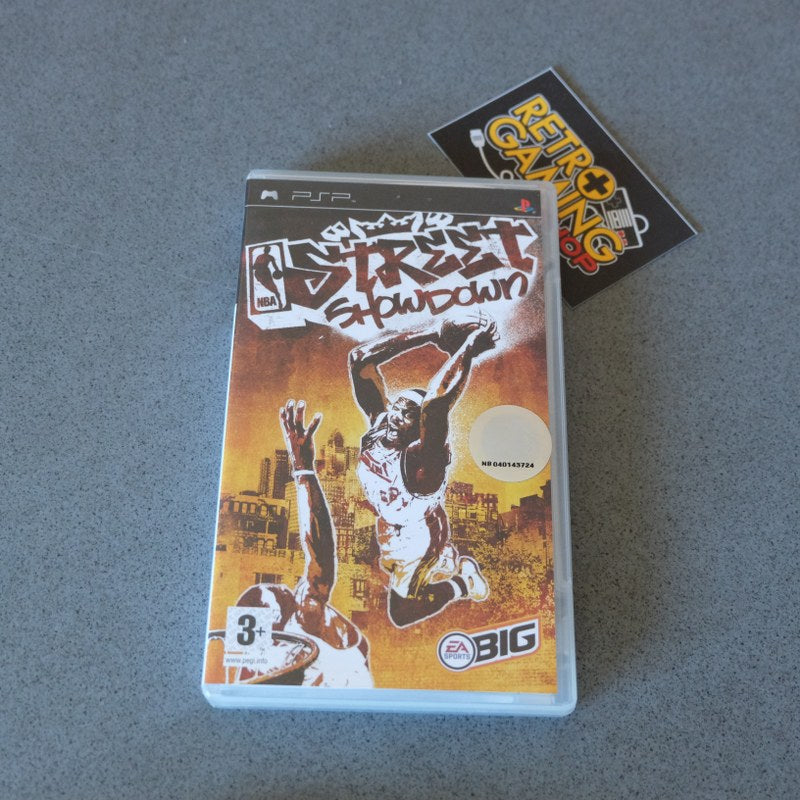 PSP
NBA
STREET
SHOWDOWN
NB 040143724
3+
www.pegi.info
EA
SPORTS
BIG
RETRO
GAMING
SHOP